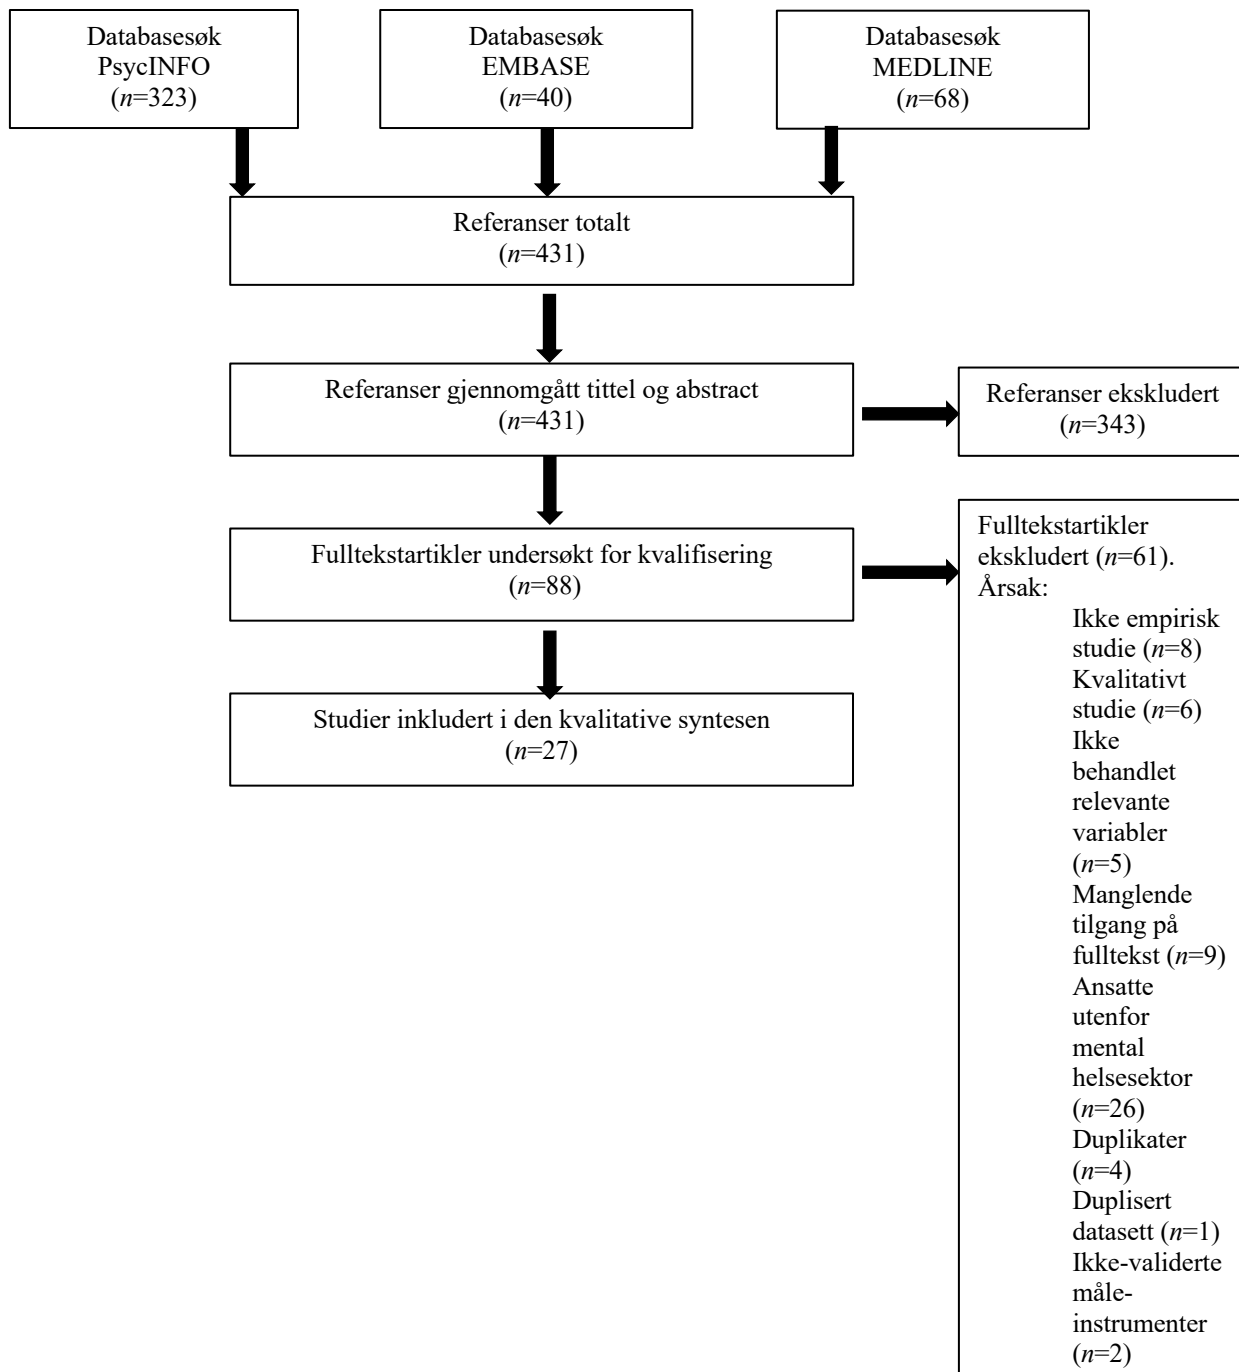 Databasesøk
PsycINFO
(n=323)
Databasesøk
EMBASE
(n=40)
Databasesøk
MEDLINE
(n=68)
Referanser totalt
(n=431)
Referanser gjennomgått tittel og abstract
(n=431)
Referanser ekskludert
(n=343)
Fulltekstartikler undersøkt for kvalifisering
(n=88)
Fulltekstartikler
ekskludert (n=61).
Årsak:
Ikke empirisk
studie (n=8)
Kvalitativt
studie (n=6)
Ikke
behandlet
relevante
variabler
(n=5)
Manglende
tilgang på
fulltekst (n=9)
Ansatte
utenfor
mental
helsesektor
(n=26)
Duplikater
(n=4)
Duplisert
datasett (n=1)
Ikke-validerte
måle-
instrumenter
(n=2)
Studier inkludert i den kvalitative syntesen
(n=27)